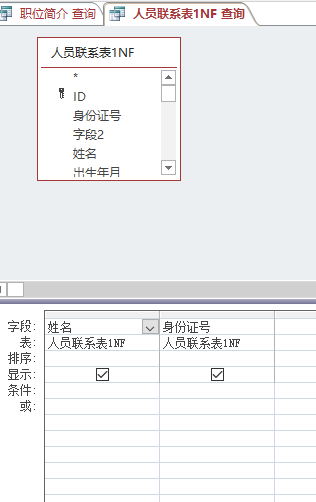 职位简介 查询 人员联系表1NF 查询
人员联系表1NF
*
ID
身份证号
字段2
姓名
出生年月
字段: 姓名 身份证号
表: 人员联系表1NF 人员联系表1NF
排序:
显示:
条件:
或: